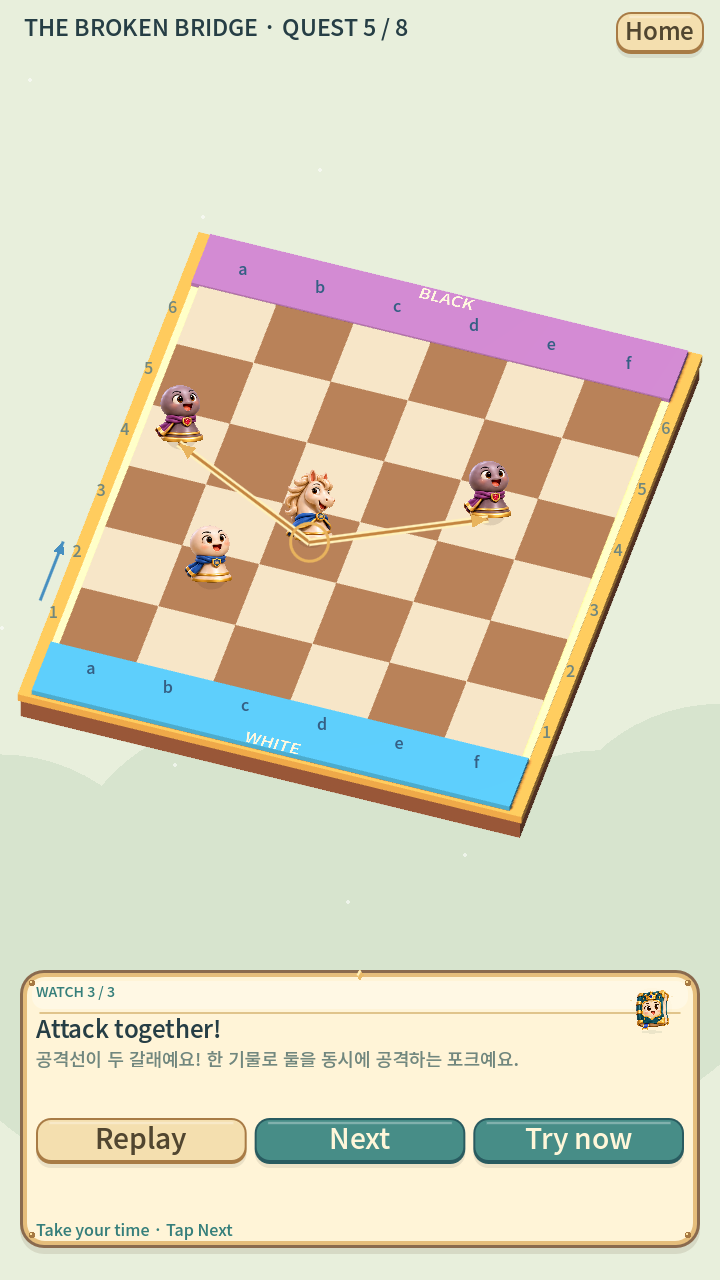 THE BROKEN BRIDGE · QUEST 5 / 8
Home
BLACK
a b c d e f
6 6
5 5
4 4
3 3
2 2
1 1
a b c d e f
WHITE
WATCH 3 / 3
Attack together!
공격선이 두 갈래예요! 한 기물로 둘을 동시에 공격하는 포크예요.
Replay
Next
Try now
Take your time · Tap Next